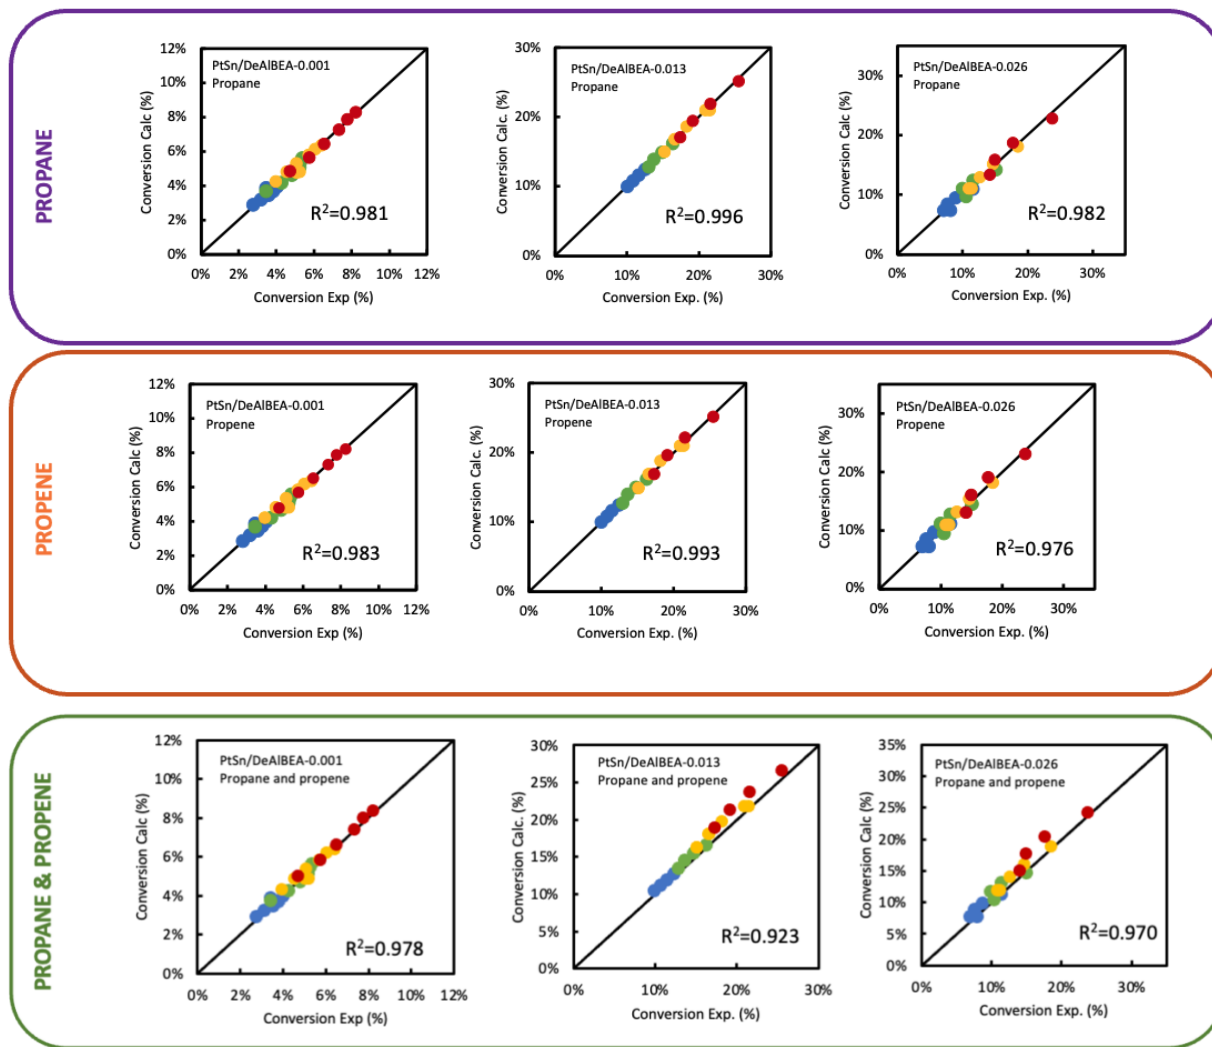 PROPANE
12%
10%
8%
6%
4%
2%
0%
Conversion Calc (%)
PtSn/DeAlBEA-0.001
Propane
R²=0.981
0% 2% 4% 6% 8% 10% 12%
Conversion Exp (%)
30%
20%
10%
0%
Conversion Calc. (%)
PtSn/DeAlBEA-0.013
Propane
R²=0.996
0% 10% 20% 30%
Conversion Exp. (%)
30%
20%
10%
0%
Conversion Calc. (%)
PtSn/DeAlBEA-0.026
Propane
R²=0.982
0% 10% 20% 30%
Conversion Exp. (%)
PROPENE
12%
10%
8%
6%
4%
2%
0%
Conversion Calc (%)
PtSn/DeAlBEA-0.001
Propene
R²=0.983
0% 2% 4% 6% 8% 10% 12%
Conversion Exp (%)
30%
20%
10%
0%
Conversion Calc. (%)
PtSn/DeAlBEA-0.013
Propene
R²=0.993
0% 10% 20% 30%
Conversion Exp. (%)
30%
20%
10%
0%
Conversion Calc. (%)
PtSn/DeAlBEA-0.026
Propene
R²=0.976
0% 10% 20% 30%
Conversion Exp. (%)
PROPANE & PROPENE
12%
10%
8%
6%
4%
2%
0%
Conversion Calc (%)
PtSn/DeAlBEA-0.001
Propane and propene
R²=0.978
0% 2% 4% 6% 8% 10% 12%
Conversion Exp (%)
30%
25%
20%
15%
10%
5%
0%
Conversion Calc. (%)
PtSn/DeAlBEA-0.013
Propane and propene
R²=0.923
0% 10% 20% 30%
Conversion Exp. (%)
35%
30%
25%
20%
15%
10%
5%
0%
Conversion Calc. (%)
PtSn/DeAlBEA-0.026
Propane and propene
R²=0.970
0% 10% 20% 30%
Conversion Exp. (%)